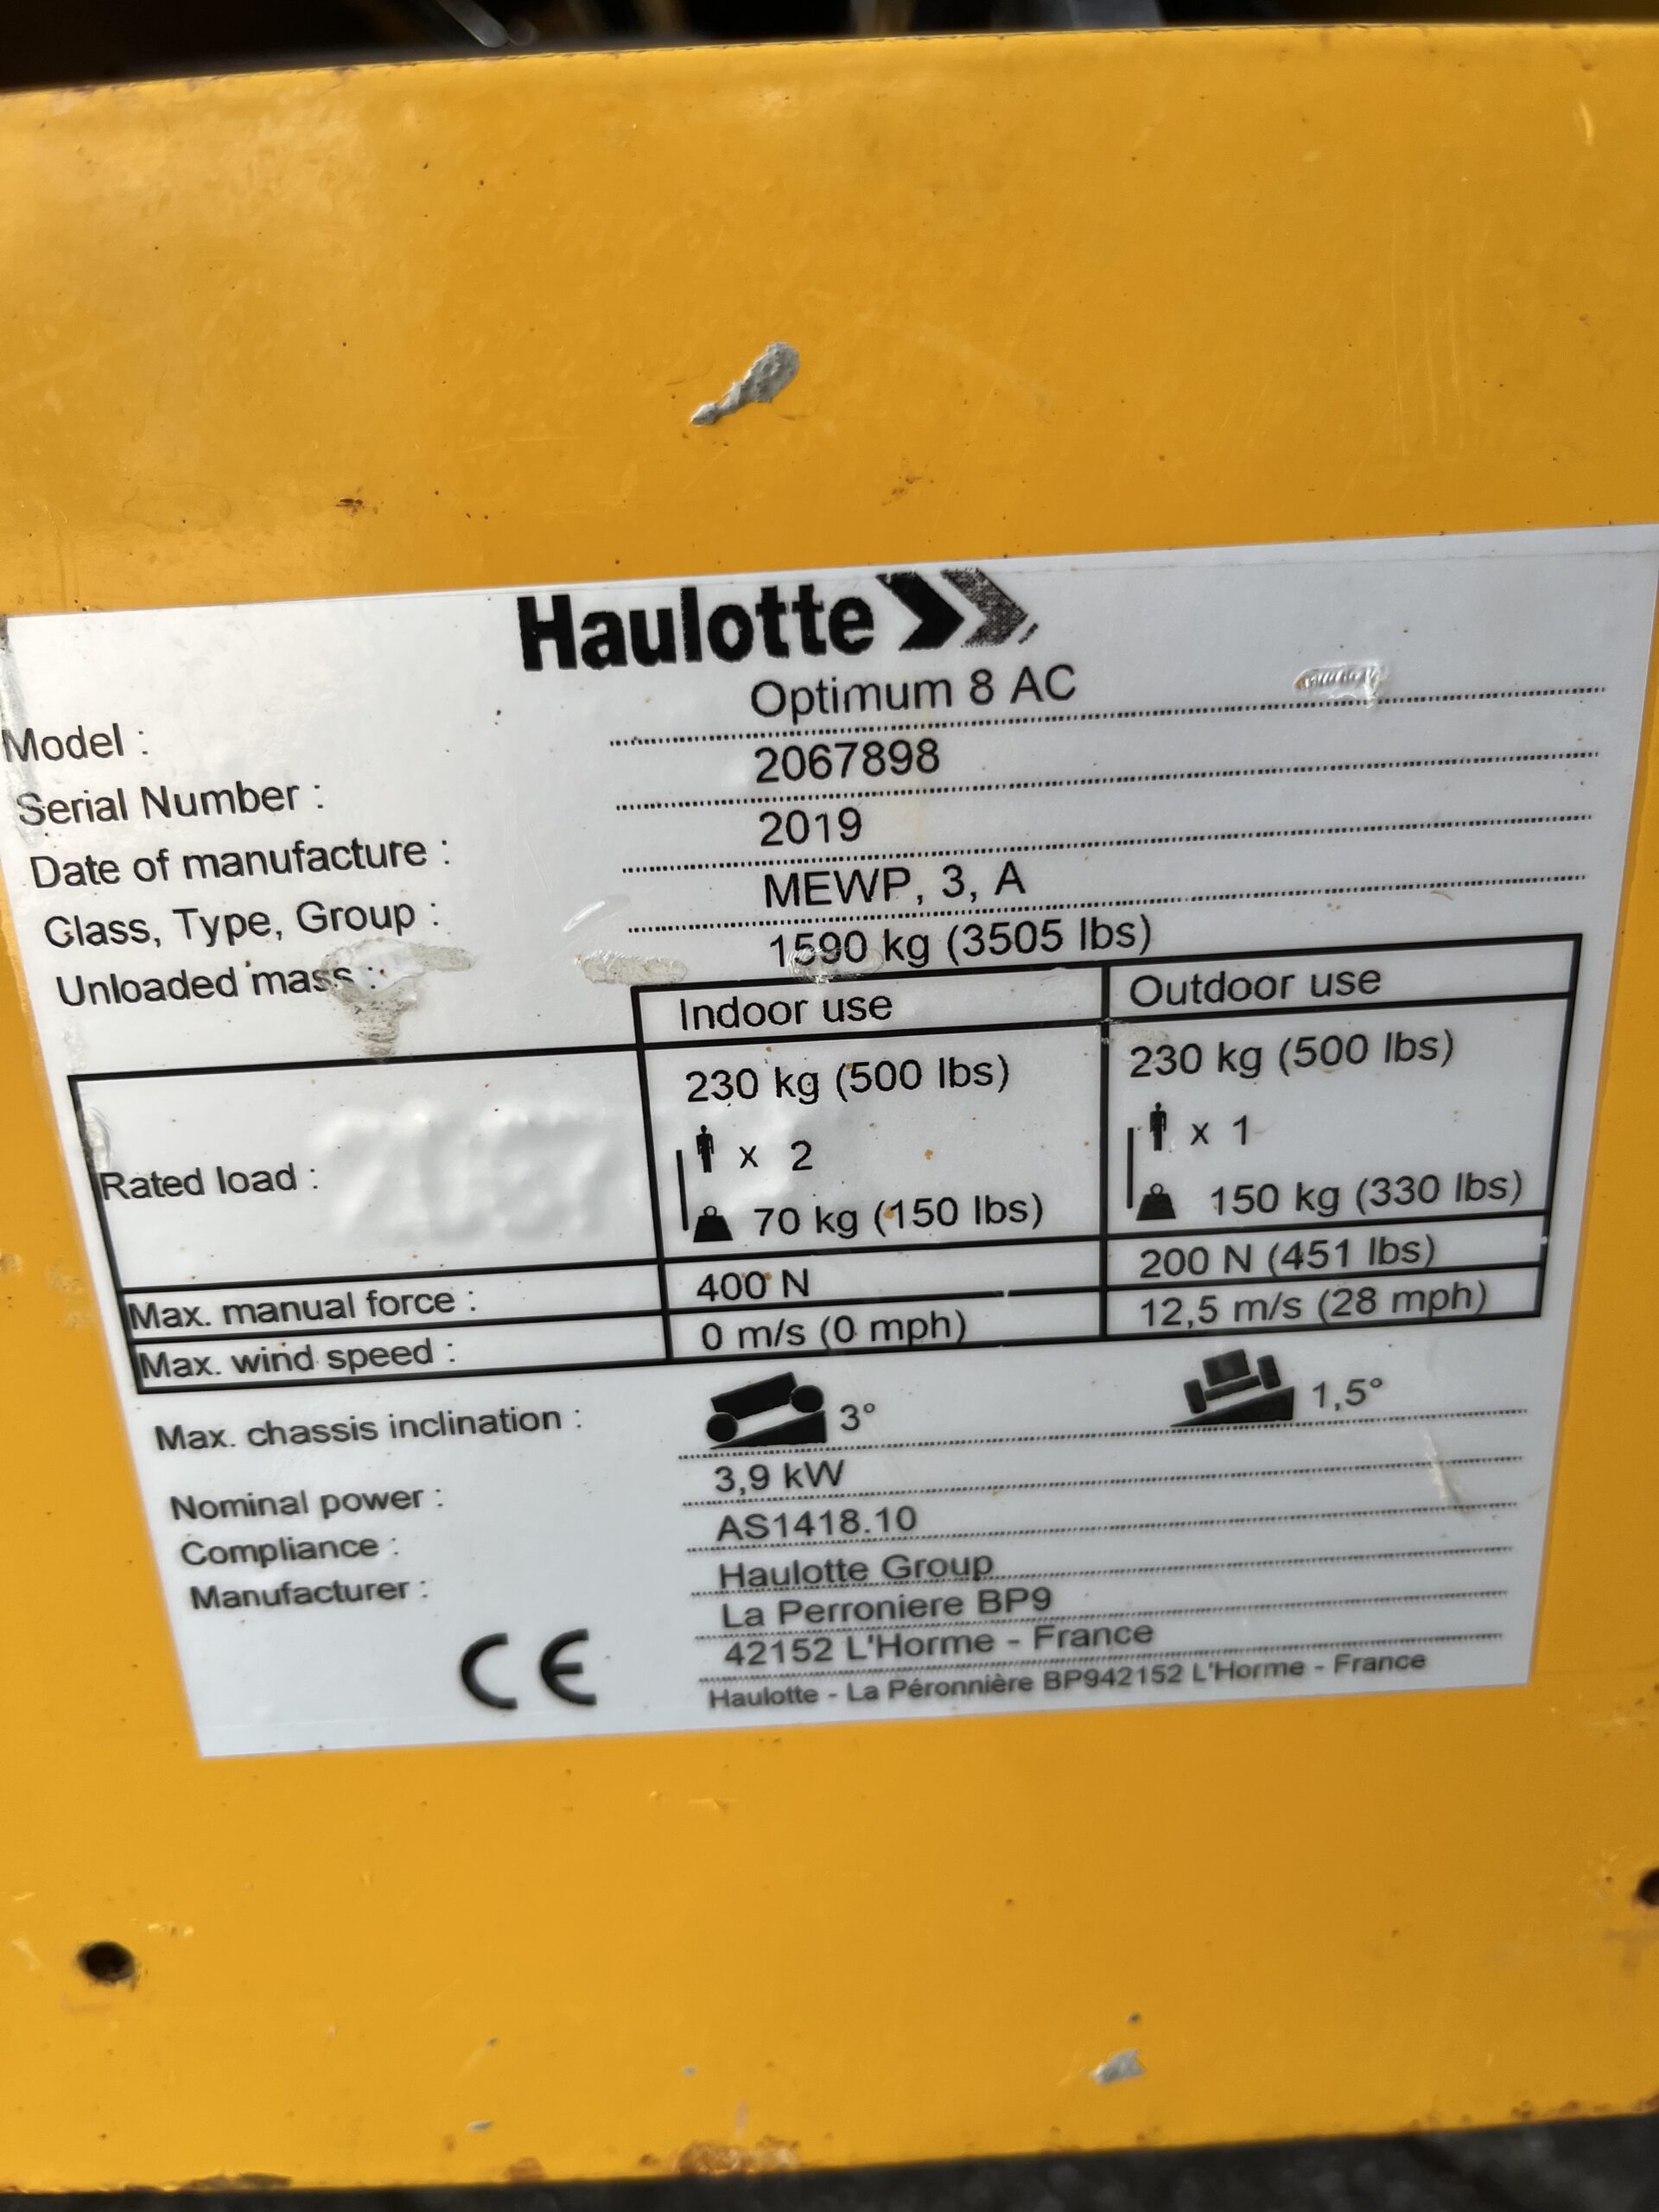 Haulotte
Model : Optimum 8 AC
Serial Number : 2067898
Date of manufacture : 2019
Class, Type, Group : MEWP, 3, A
Unloaded mass : 1590 kg (3505 lbs)
Indoor use Outdoor use
230 kg (500 lbs) 230 kg (500 lbs)
x 2 x 1
Rated load :
70 kg (150 lbs) 150 kg (330 lbs)
Max. manual force : 400 N 200 N (451 lbs)
Max. wind speed : 0 m/s (0 mph) 12,5 m/s (28 mph)
Max. chassis inclination : 3° 1,5°
Nominal power : 3,9 kW
Compliance : AS1418.10
Manufacturer : Haulotte Group
La Perroniere BP9
42152 L'Horme - France
CE
Haulotte - La Péronnière BP942152 L'Horme - France